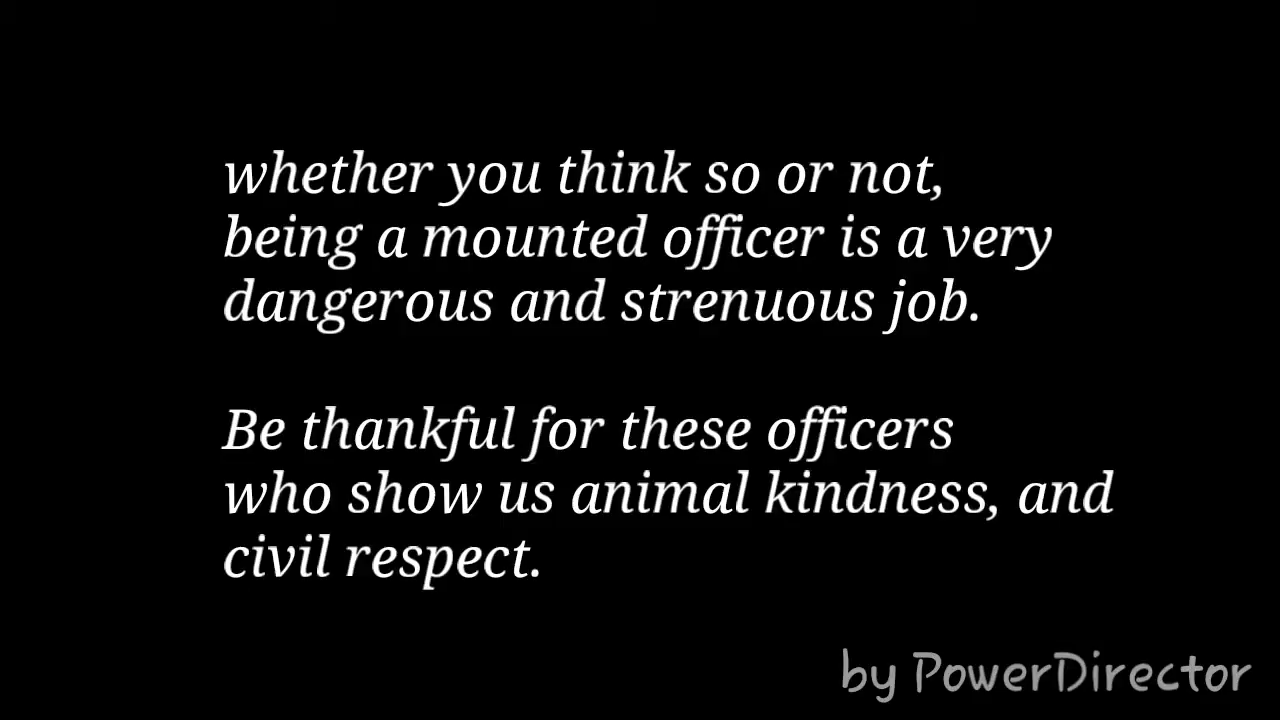 whether you think so or not,
being a mounted officer is a very
dangerous and strenuous job.
Be thankful for these officers
who show us animal kindness, and
civil respect.
by PowerDirector